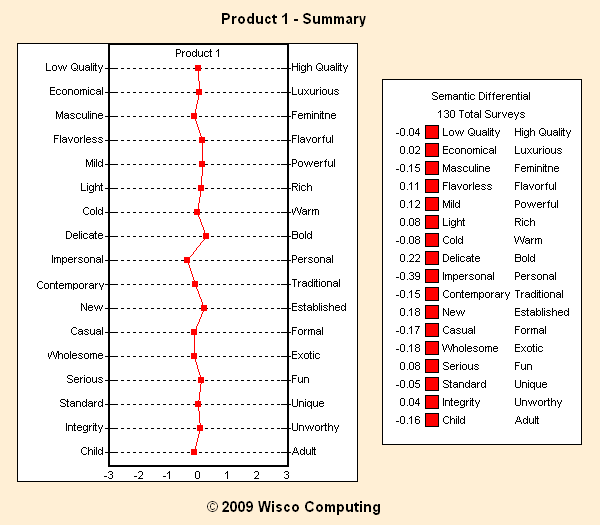 Product 1 - Summary
Product 1
Low Quality High Quality
Economical Luxurious
Masculine Feminitne
Flavorless Flavorful
Mild Powerful
Light Rich
Cold Warm
Delicate Bold
Impersonal Personal
Contemporary Traditional
New Established
Casual Formal
Wholesome Exotic
Serious Fun
Standard Unique
Integrity Unworthy
Child Adult
-3 -2 -1 0 1 2 3
Semantic Differential
130 Total Surveys
-0.04 Low Quality High Quality
0.02 Economical Luxurious
-0.15 Masculine Feminitne
0.11 Flavorless Flavorful
0.12 Mild Powerful
0.08 Light Rich
-0.08 Cold Warm
0.22 Delicate Bold
-0.39 Impersonal Personal
-0.15 Contemporary Traditional
0.18 New Established
-0.17 Casual Formal
-0.18 Wholesome Exotic
0.08 Serious Fun
-0.05 Standard Unique
0.04 Integrity Unworthy
-0.16 Child Adult
© 2009 Wisco Computing